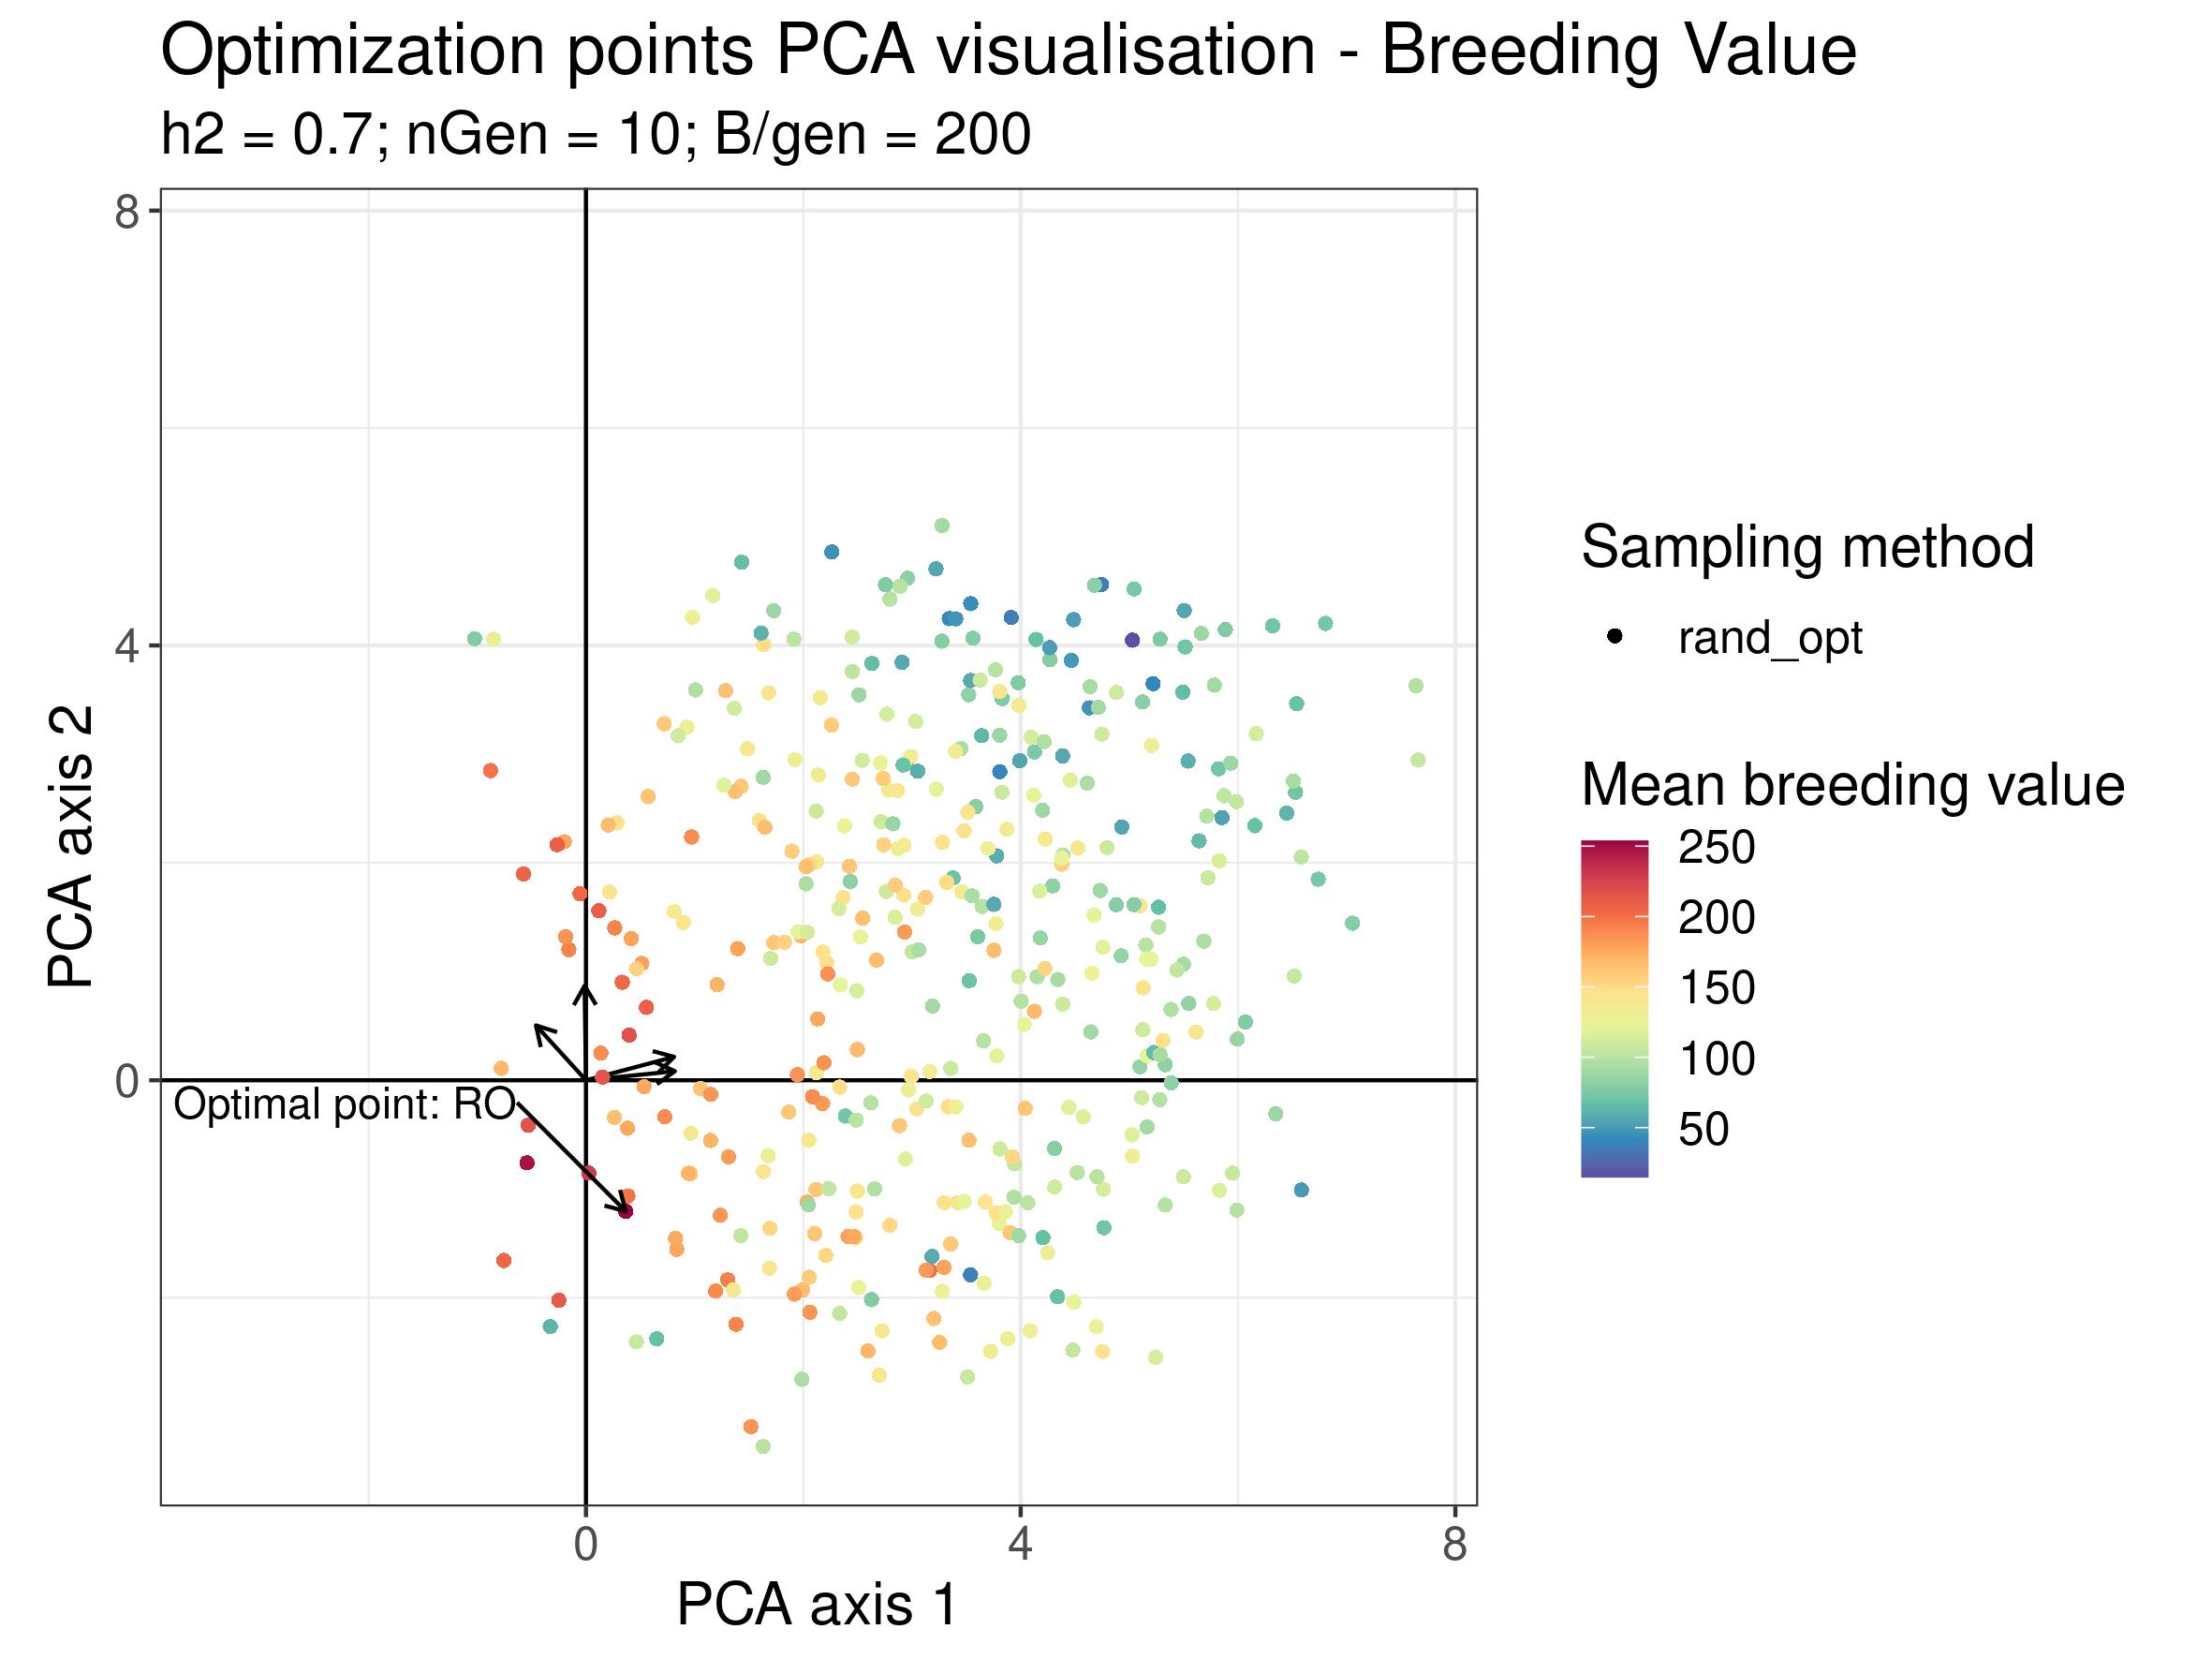 Optimization points PCA visualisation - Breeding Value
h2 = 0.7; nGen = 10; B/gen = 200
8
4
0
PCA axis 2
Optimal point: RO
0
4
8
PCA axis 1
Sampling method
rand_opt
Mean breeding value
250
200
150
100
50